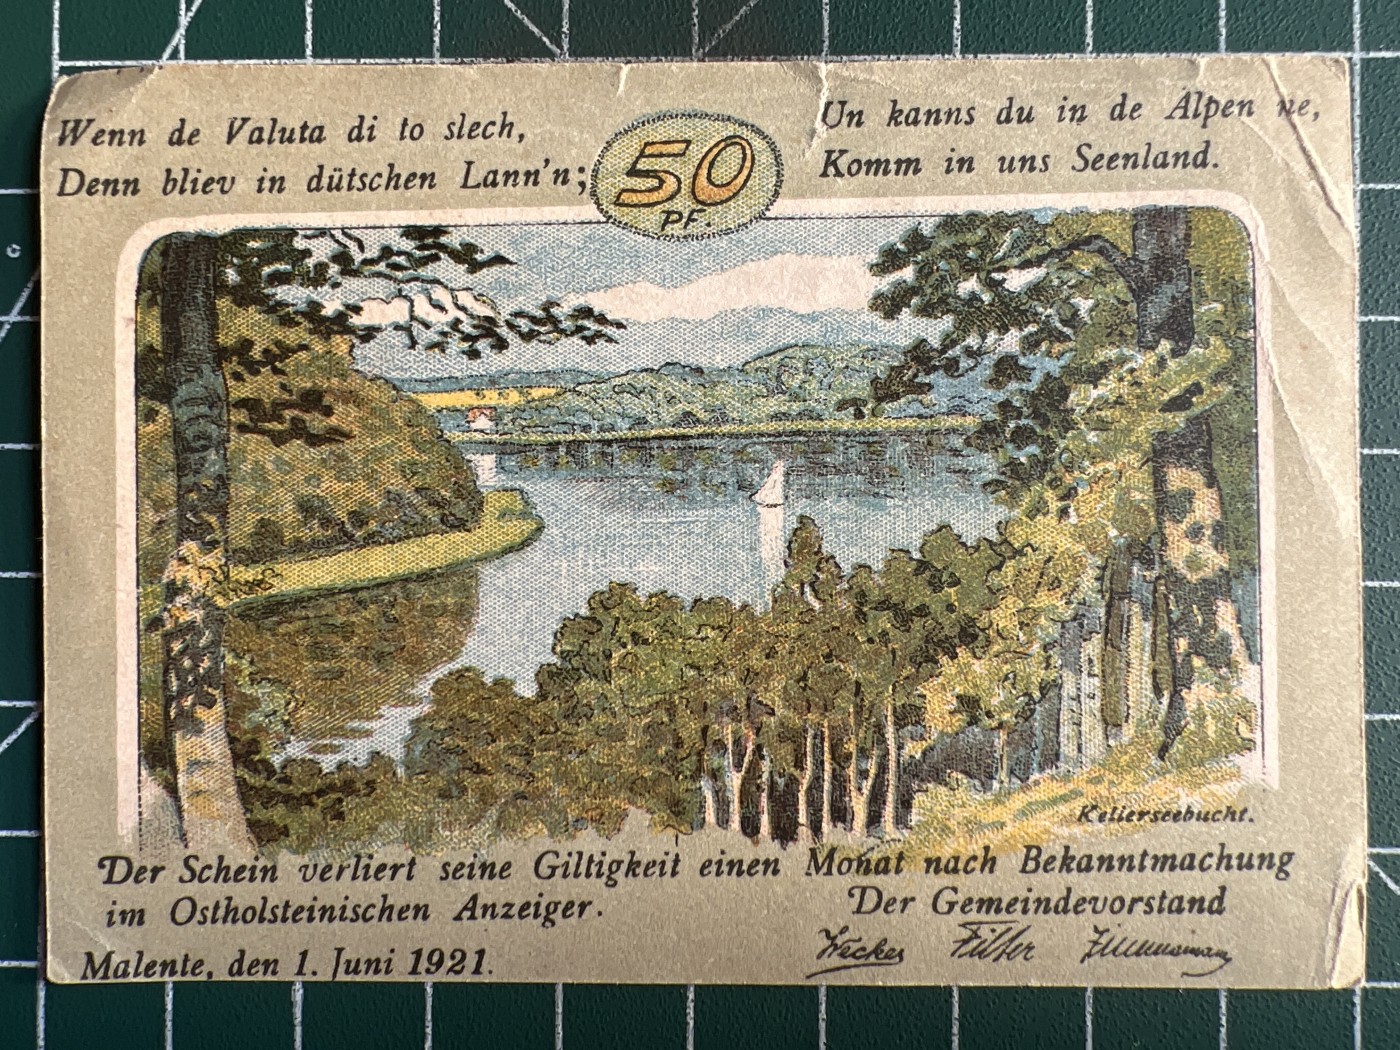 Wenn de Valuta di to slech,
Denn bliev in dütschen Lann'n;
50
PF.
Un kanns du in de Alpen ne,
Komm in uns Seenland.
Kellerseebucht.
Der Schein verliert seine Giltigkeit einen Monat nach Bekanntmachung
im Ostholsteinischen Anzeiger.
Der Gemeindevorstand
Malente, den 1. Juni 1921.